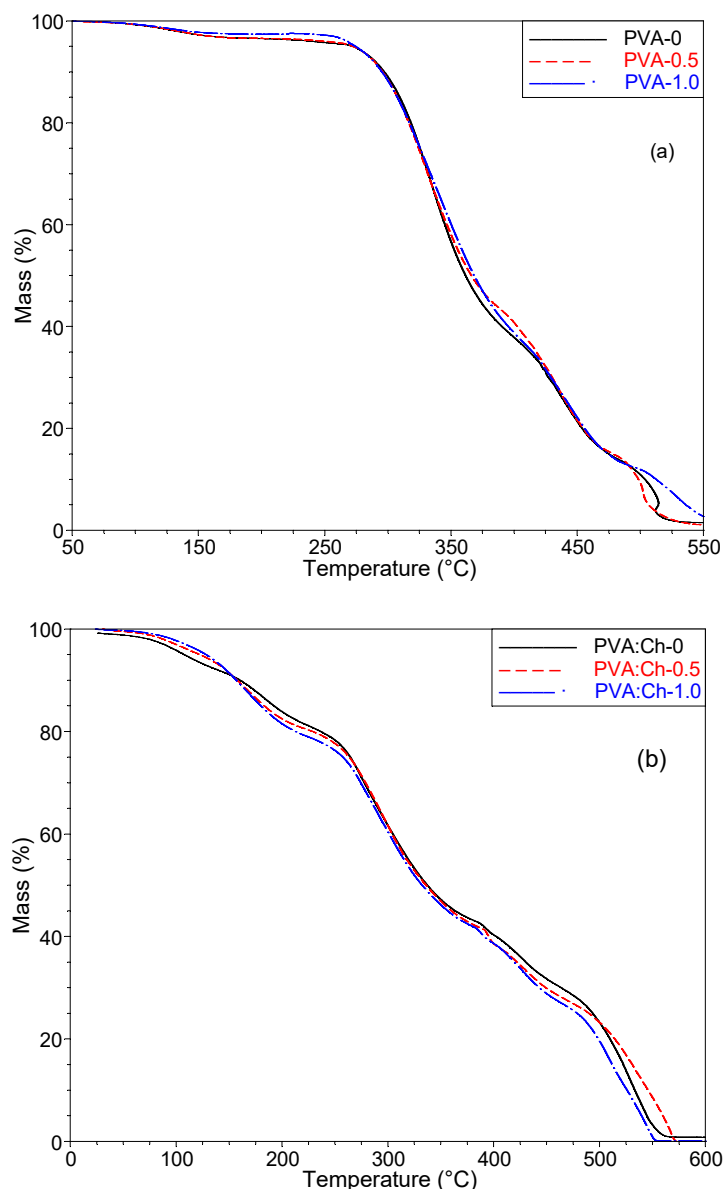 100
80
60
40
20
0
Mass (%)
PVA-0
PVA-0.5
PVA-1.0
(a)
50 150 250 350 450 550
Temperature (°C)
100
80
60
40
20
0
Mass (%)
PVA:Ch-0
PVA:Ch-0.5
PVA:Ch-1.0
(b)
0 100 200 300 400 500 600
Temperature (°C)